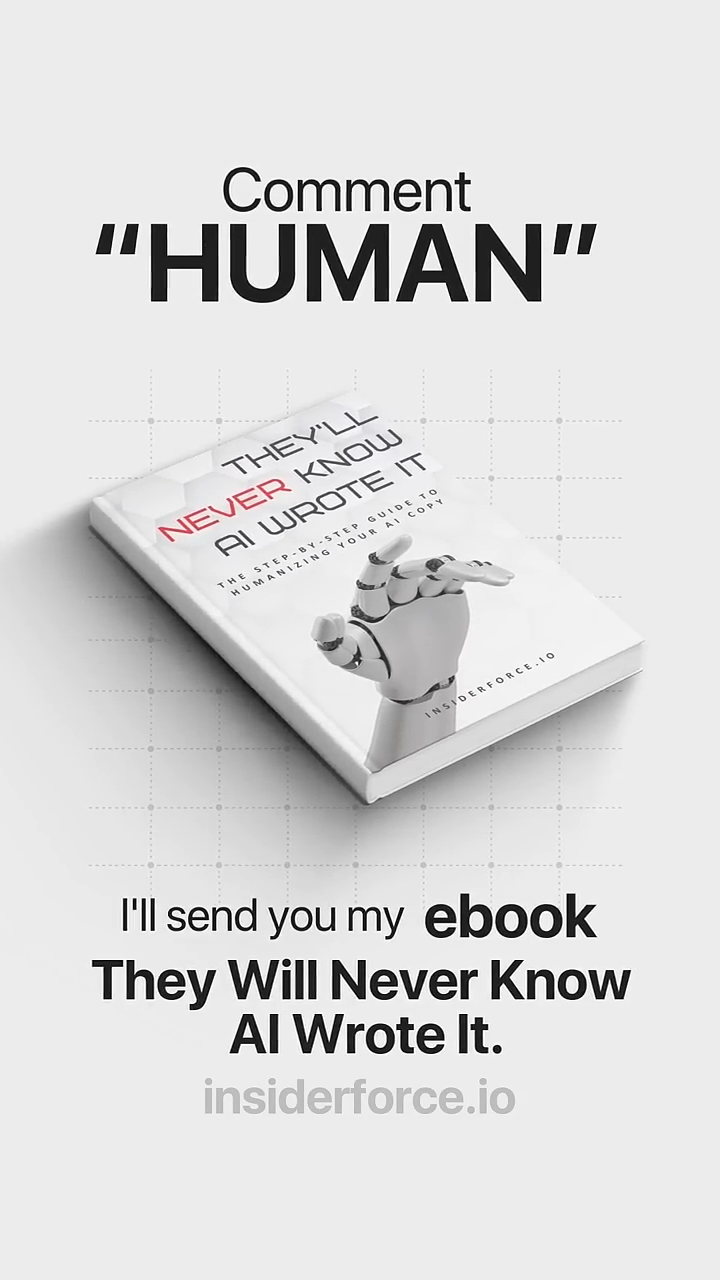 Comment
“HUMAN”
THEY'LL
NEVER KNOW
AI WROTE IT
THE STEP-BY-STEP GUIDE TO
HUMANIZING YOUR AI COPY
INSIDERFORCE.IO
I'll send you my ebook
They Will Never Know
AI Wrote It.
insiderforce.io